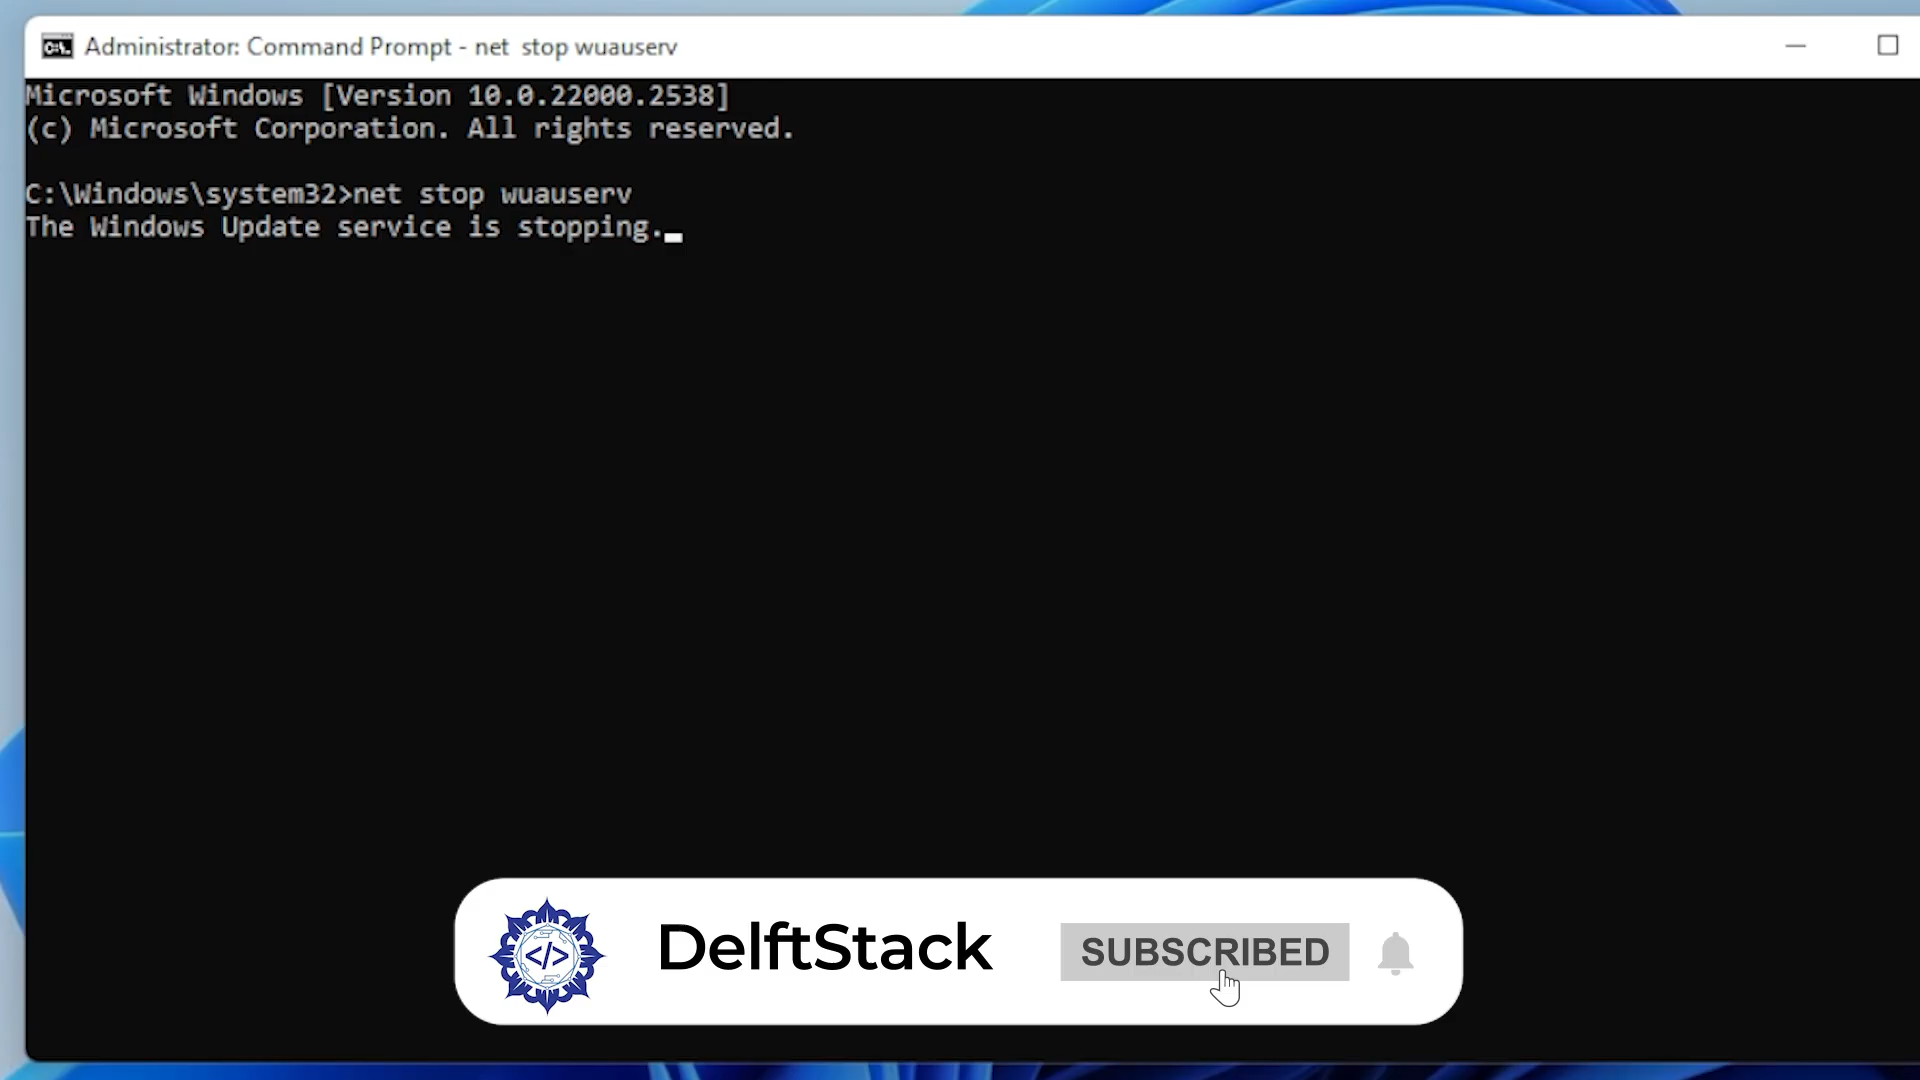 Administrator: Command Prompt - net  stop wuauserv
Microsoft Windows [Version 10.0.22000.2538]
(c) Microsoft Corporation. All rights reserved.
C:\Windows\system32>net stop wuauserv
The Windows Update service is stopping.
</>
DelftStack
SUBSCRIBED